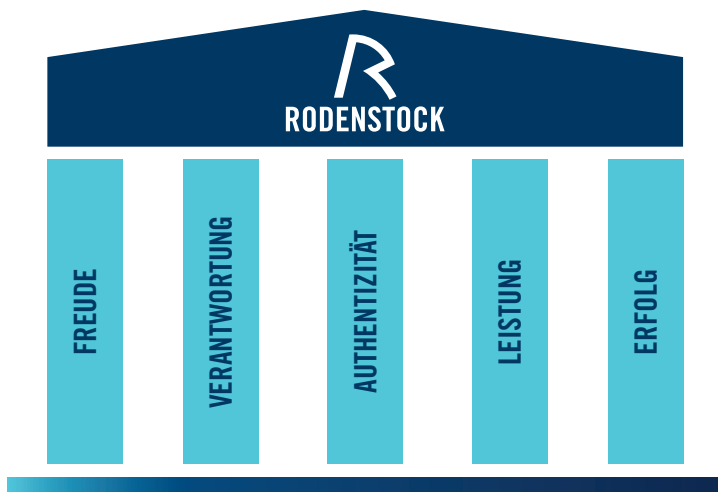 RODENSTOCK
FREUDE
VERANTWORTUNG
AUTHENTIZITÄT
LEISTUNG
ERFOLG